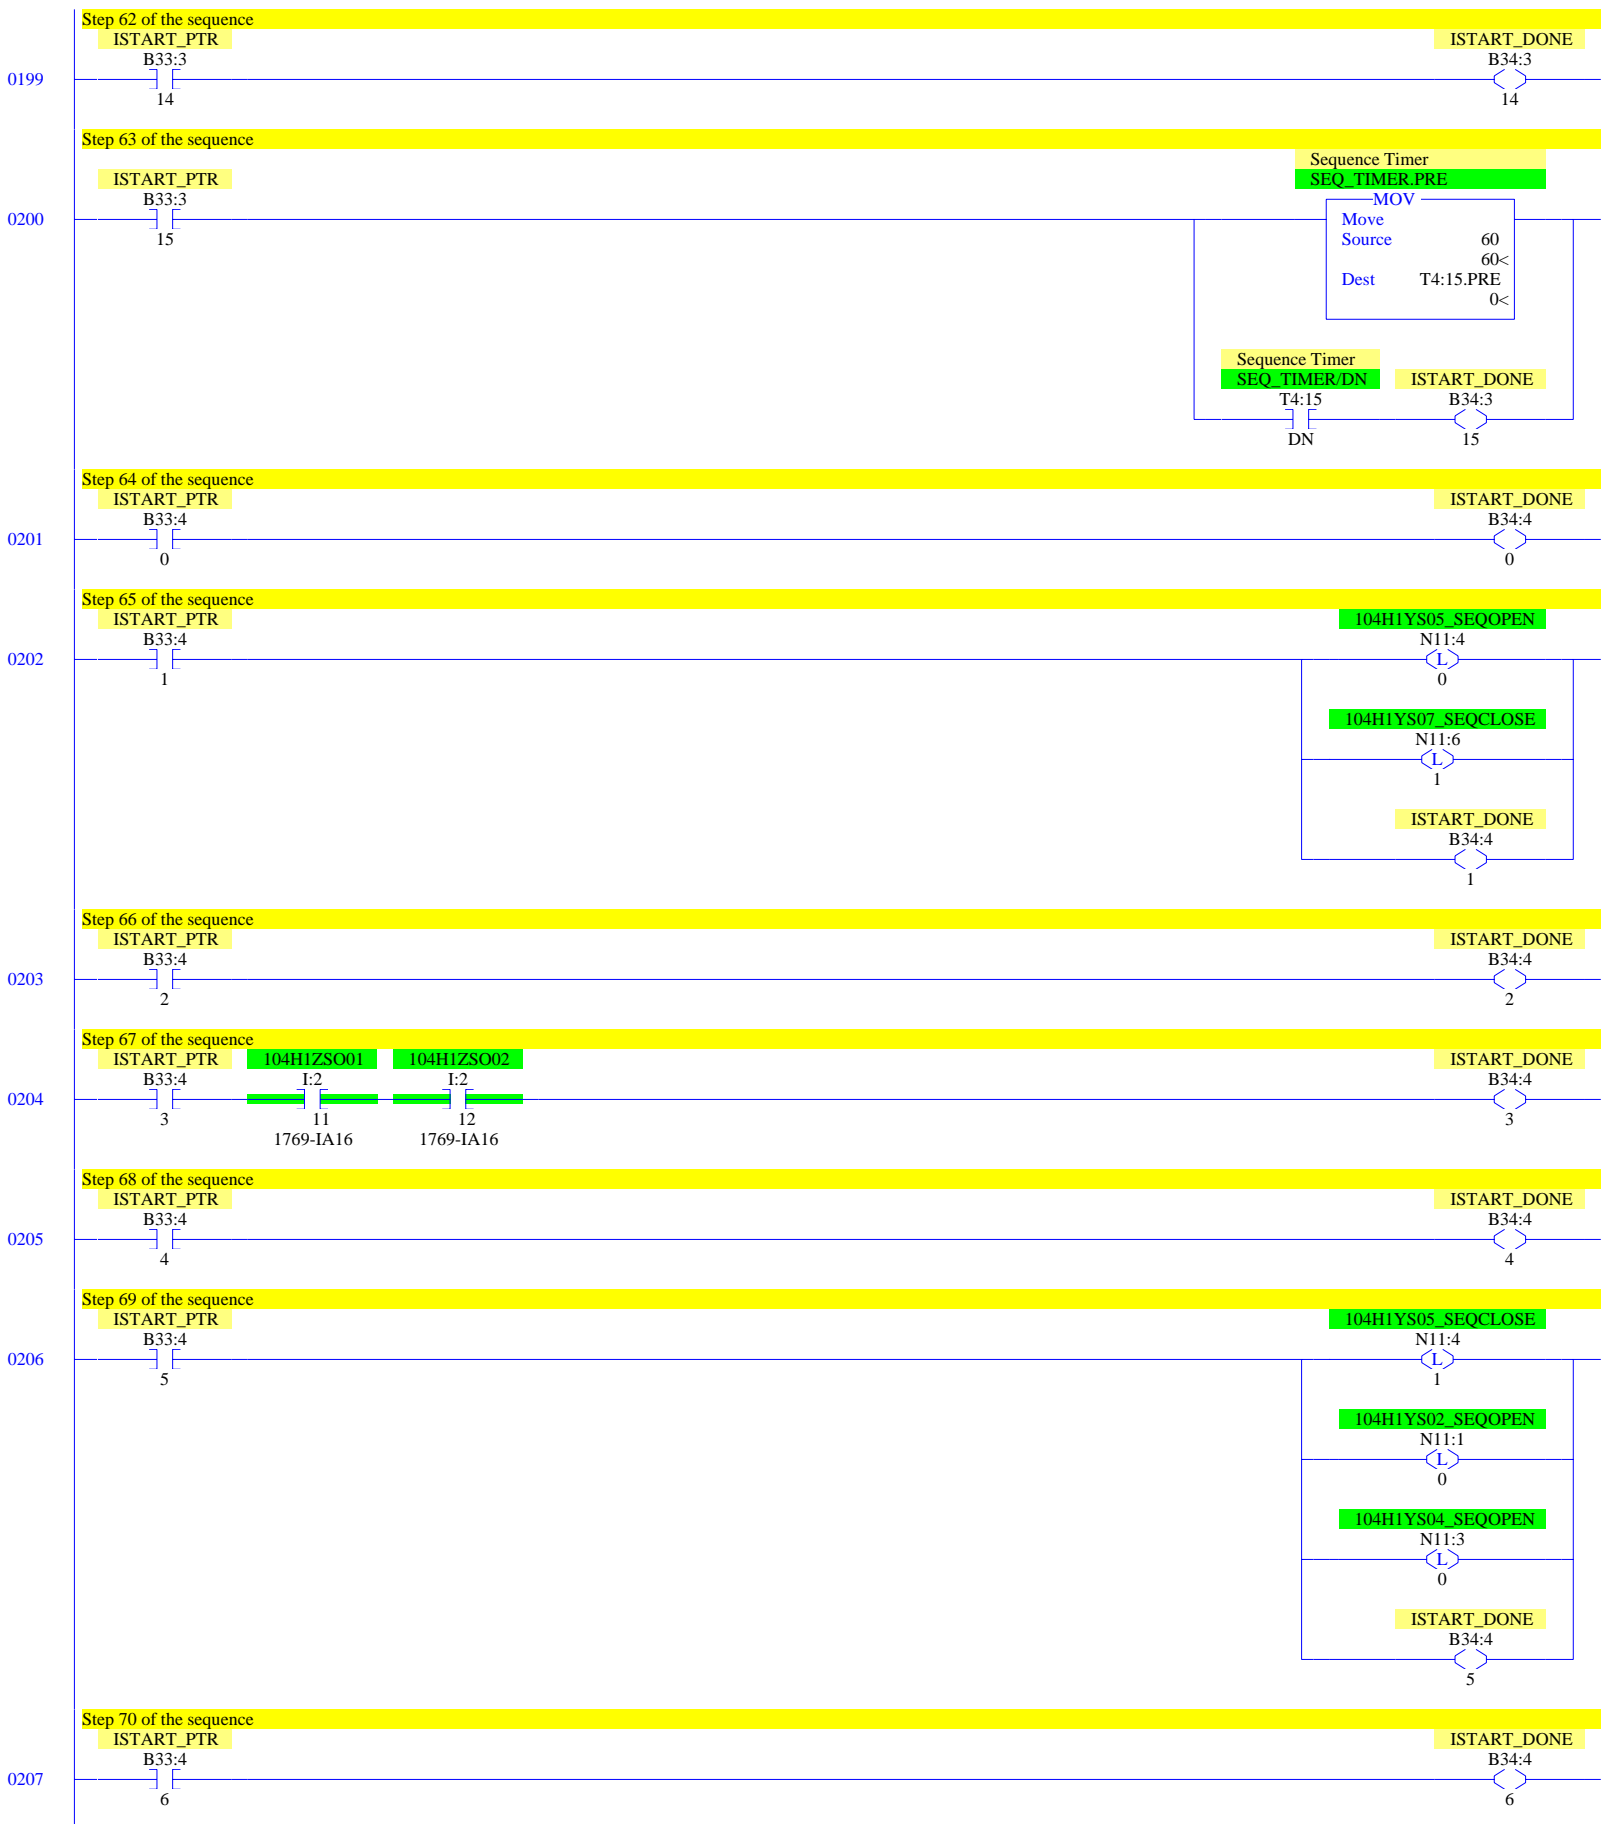 Step 62 of the sequence
ISTART_PTR ISTART_DONE
B33:3 B34:3
0199
14 14
Step 63 of the sequence
Sequence Timer
ISTART_PTR SEQ_TIMER.PRE
B33:3 MOV
0200 Move
15 Source 60
60<
Dest T4:15.PRE
0<
Sequence Timer
SEQ_TIMER/DN ISTART_DONE
T4:15 B34:3
DN 15
Step 64 of the sequence
ISTART_PTR ISTART_DONE
B33:4 B34:4
0201
0 0
Step 65 of the sequence
ISTART_PTR 104H1YS05_SEQOPEN
B33:4 N11:4
0202 L
1 0
104H1YS07_SEQCLOSE
N11:6
L
1
ISTART_DONE
B34:4
1
Step 66 of the sequence
ISTART_PTR ISTART_DONE
B33:4 B34:4
0203
2 2
Step 67 of the sequence
ISTART_PTR 104H1ZSO01 104H1ZSO02 ISTART_DONE
B33:4 I:2 I:2 B34:4
0204
3 11 12 3
1769-IA16 1769-IA16
Step 68 of the sequence
ISTART_PTR ISTART_DONE
B33:4 B34:4
0205
4 4
Step 69 of the sequence
ISTART_PTR 104H1YS05_SEQCLOSE
B33:4 N11:4
0206 L
5 1
104H1YS02_SEQOPEN
N11:1
L
0
104H1YS04_SEQOPEN
N11:3
L
0
ISTART_DONE
B34:4
5
Step 70 of the sequence
ISTART_PTR ISTART_DONE
B33:4 B34:4
0207
6 6